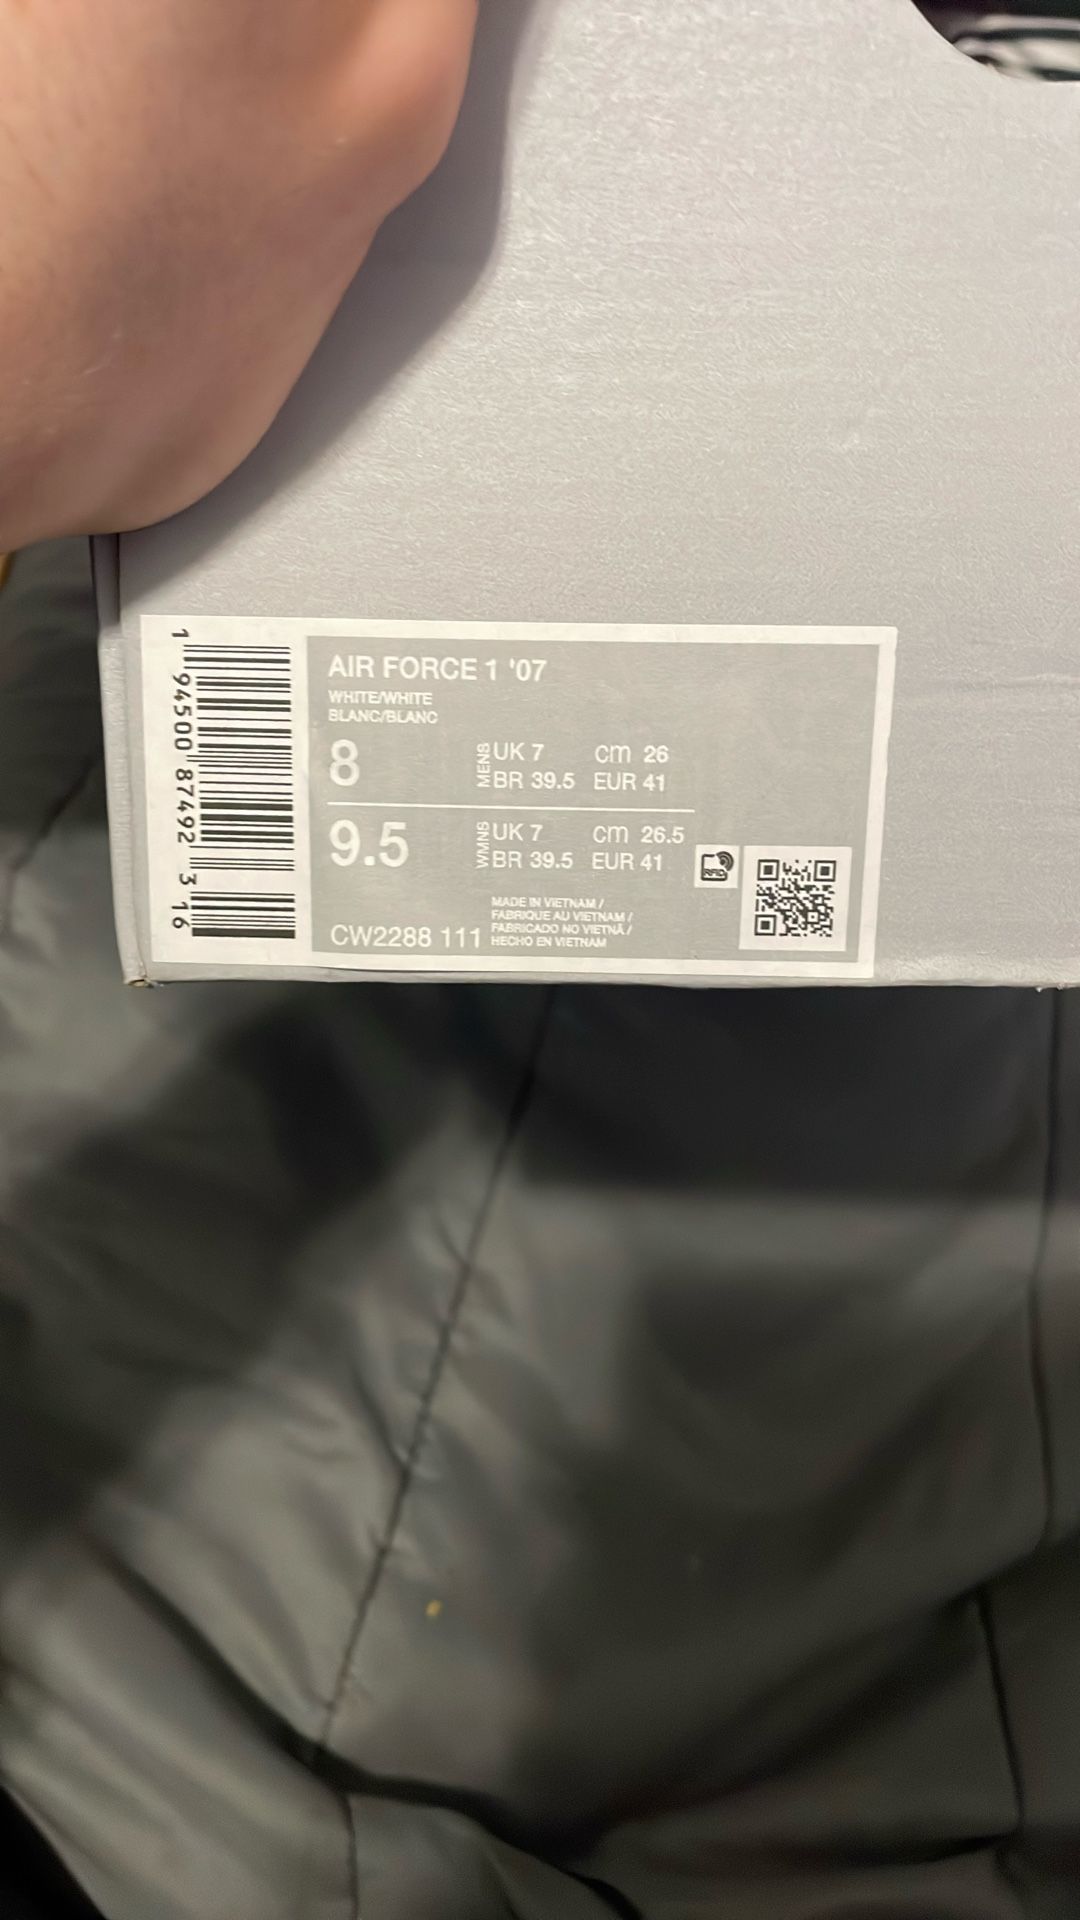 AIR FORCE 1 '07
WHITE/WHITE
BLANC/BLANC
8 MENS UK 7 cm 26
BR 39.5 EUR 41
9.5 WMNS UK 7 cm 26.5
BR 39.5 EUR 41
RFID
MADE IN VIETNAM /
FABRIQUE AU VIETNAM /
FABRICADO NO VIETNÃ /
HECHO EN VIETNAM
CW2288 111
1 94500 87492 3 16